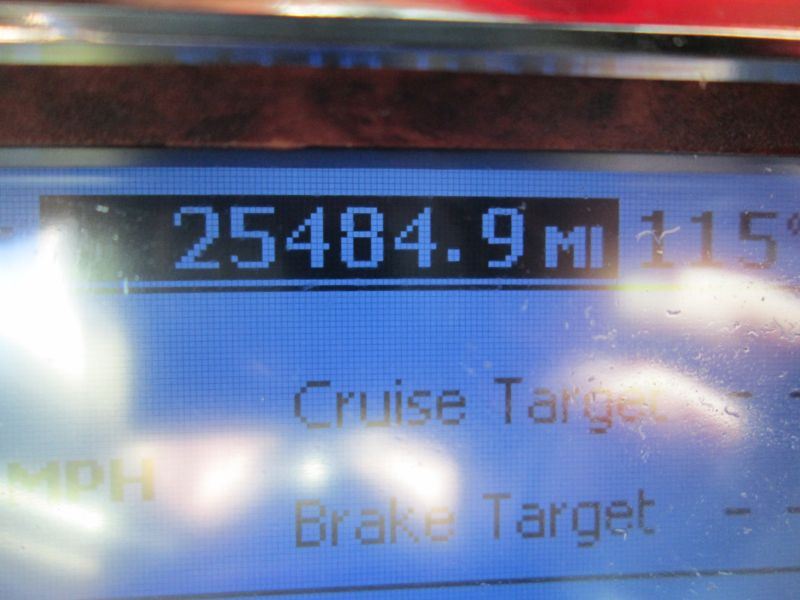 25484.9 MI 115°
Cruise Target - -
MPH
Brake Target - -